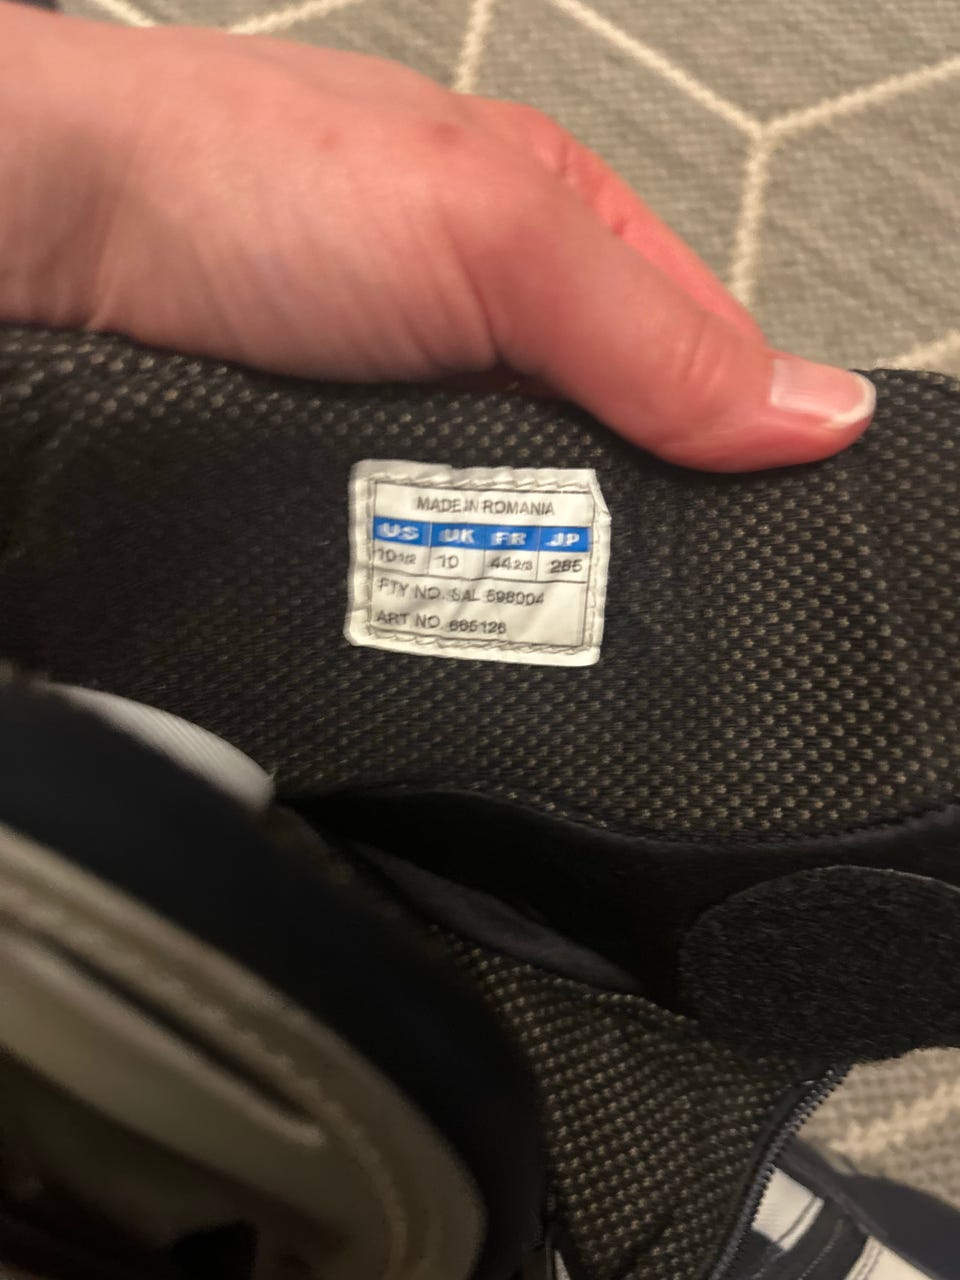 MADE IN ROMANIA
US UK FR JP
10 1/2 10 44 2/3 285
FTY NO. SAL 598004
ART NO. 665126